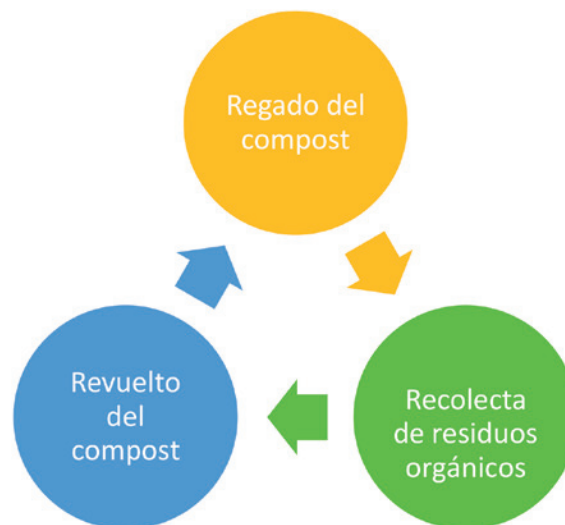 Regado del
compost
Revuelto
del
compost
Recolecta
de residuos
orgánicos